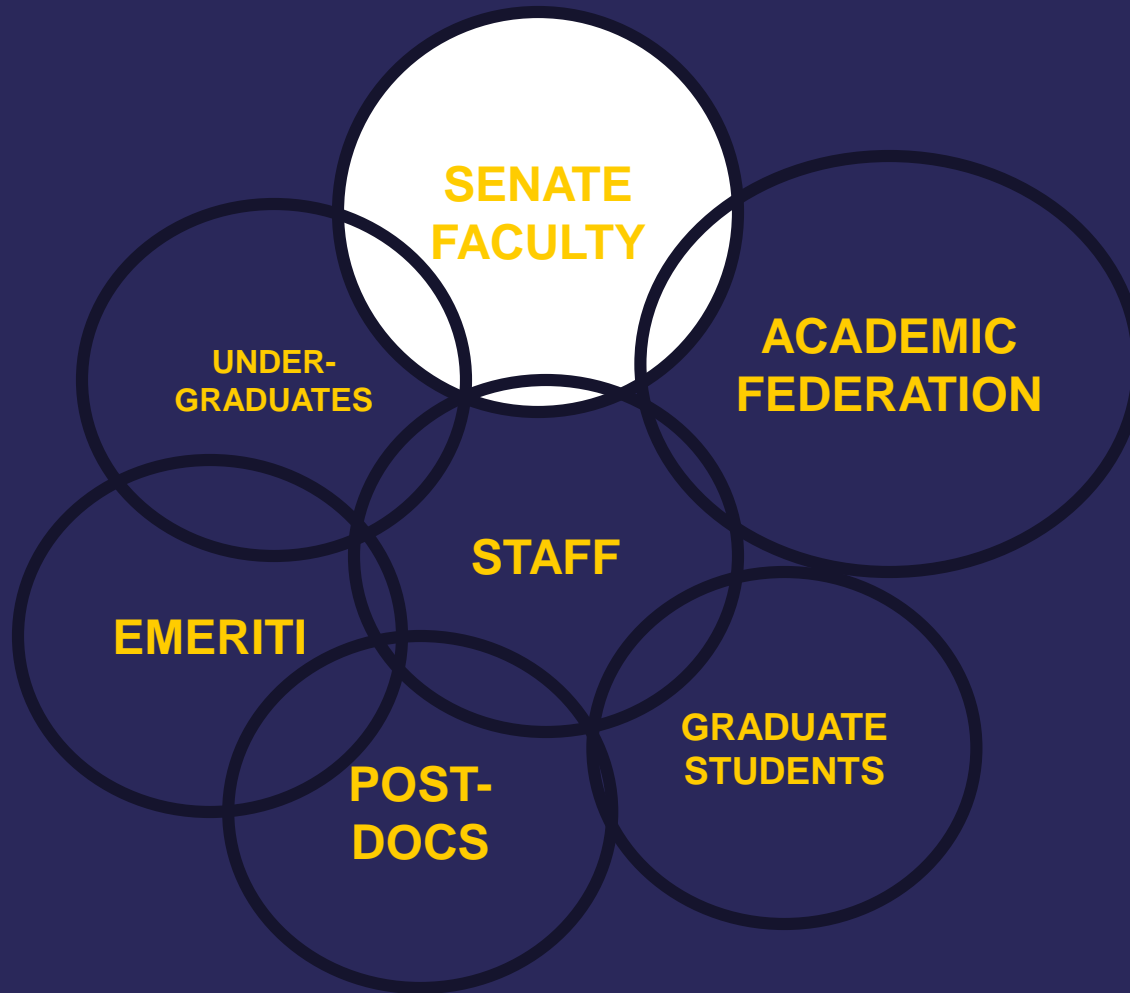 SENATE
FACULTY
UNDER-
GRADUATES
ACADEMIC
FEDERATION
STAFF
EMERITI
GRADUATE
STUDENTS
POST-
DOCS